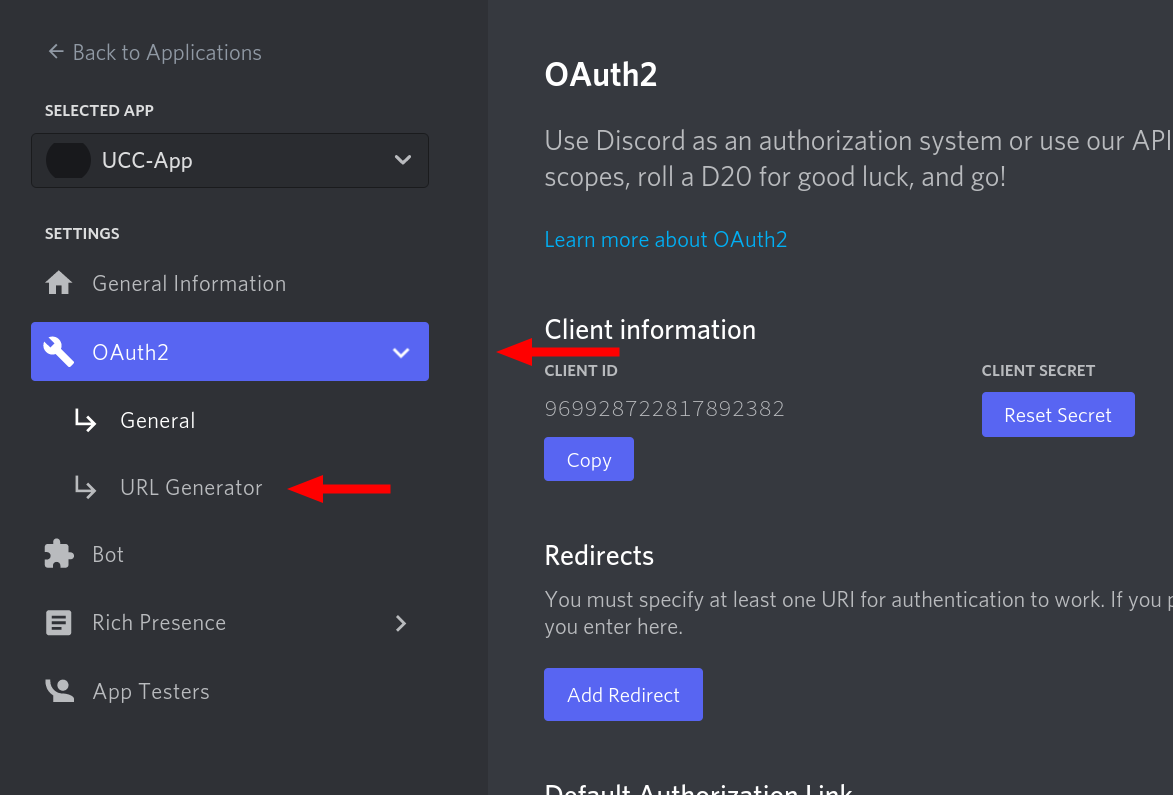 Back to Applications
SELECTED APP
UCC-App
SETTINGS
General Information
OAuth2
General
URL Generator
Bot
Rich Presence
App Testers
OAuth2
Use Discord as an authorization system or use our API
scopes, roll a D20 for good luck, and go!
Learn more about OAuth2
Client information
CLIENT ID
969928722817892382
Copy
CLIENT SECRET
Reset Secret
Redirects
You must specify at least one URI for authentication to work. If you p
you enter here.
Add Redirect
Default Authorization Link